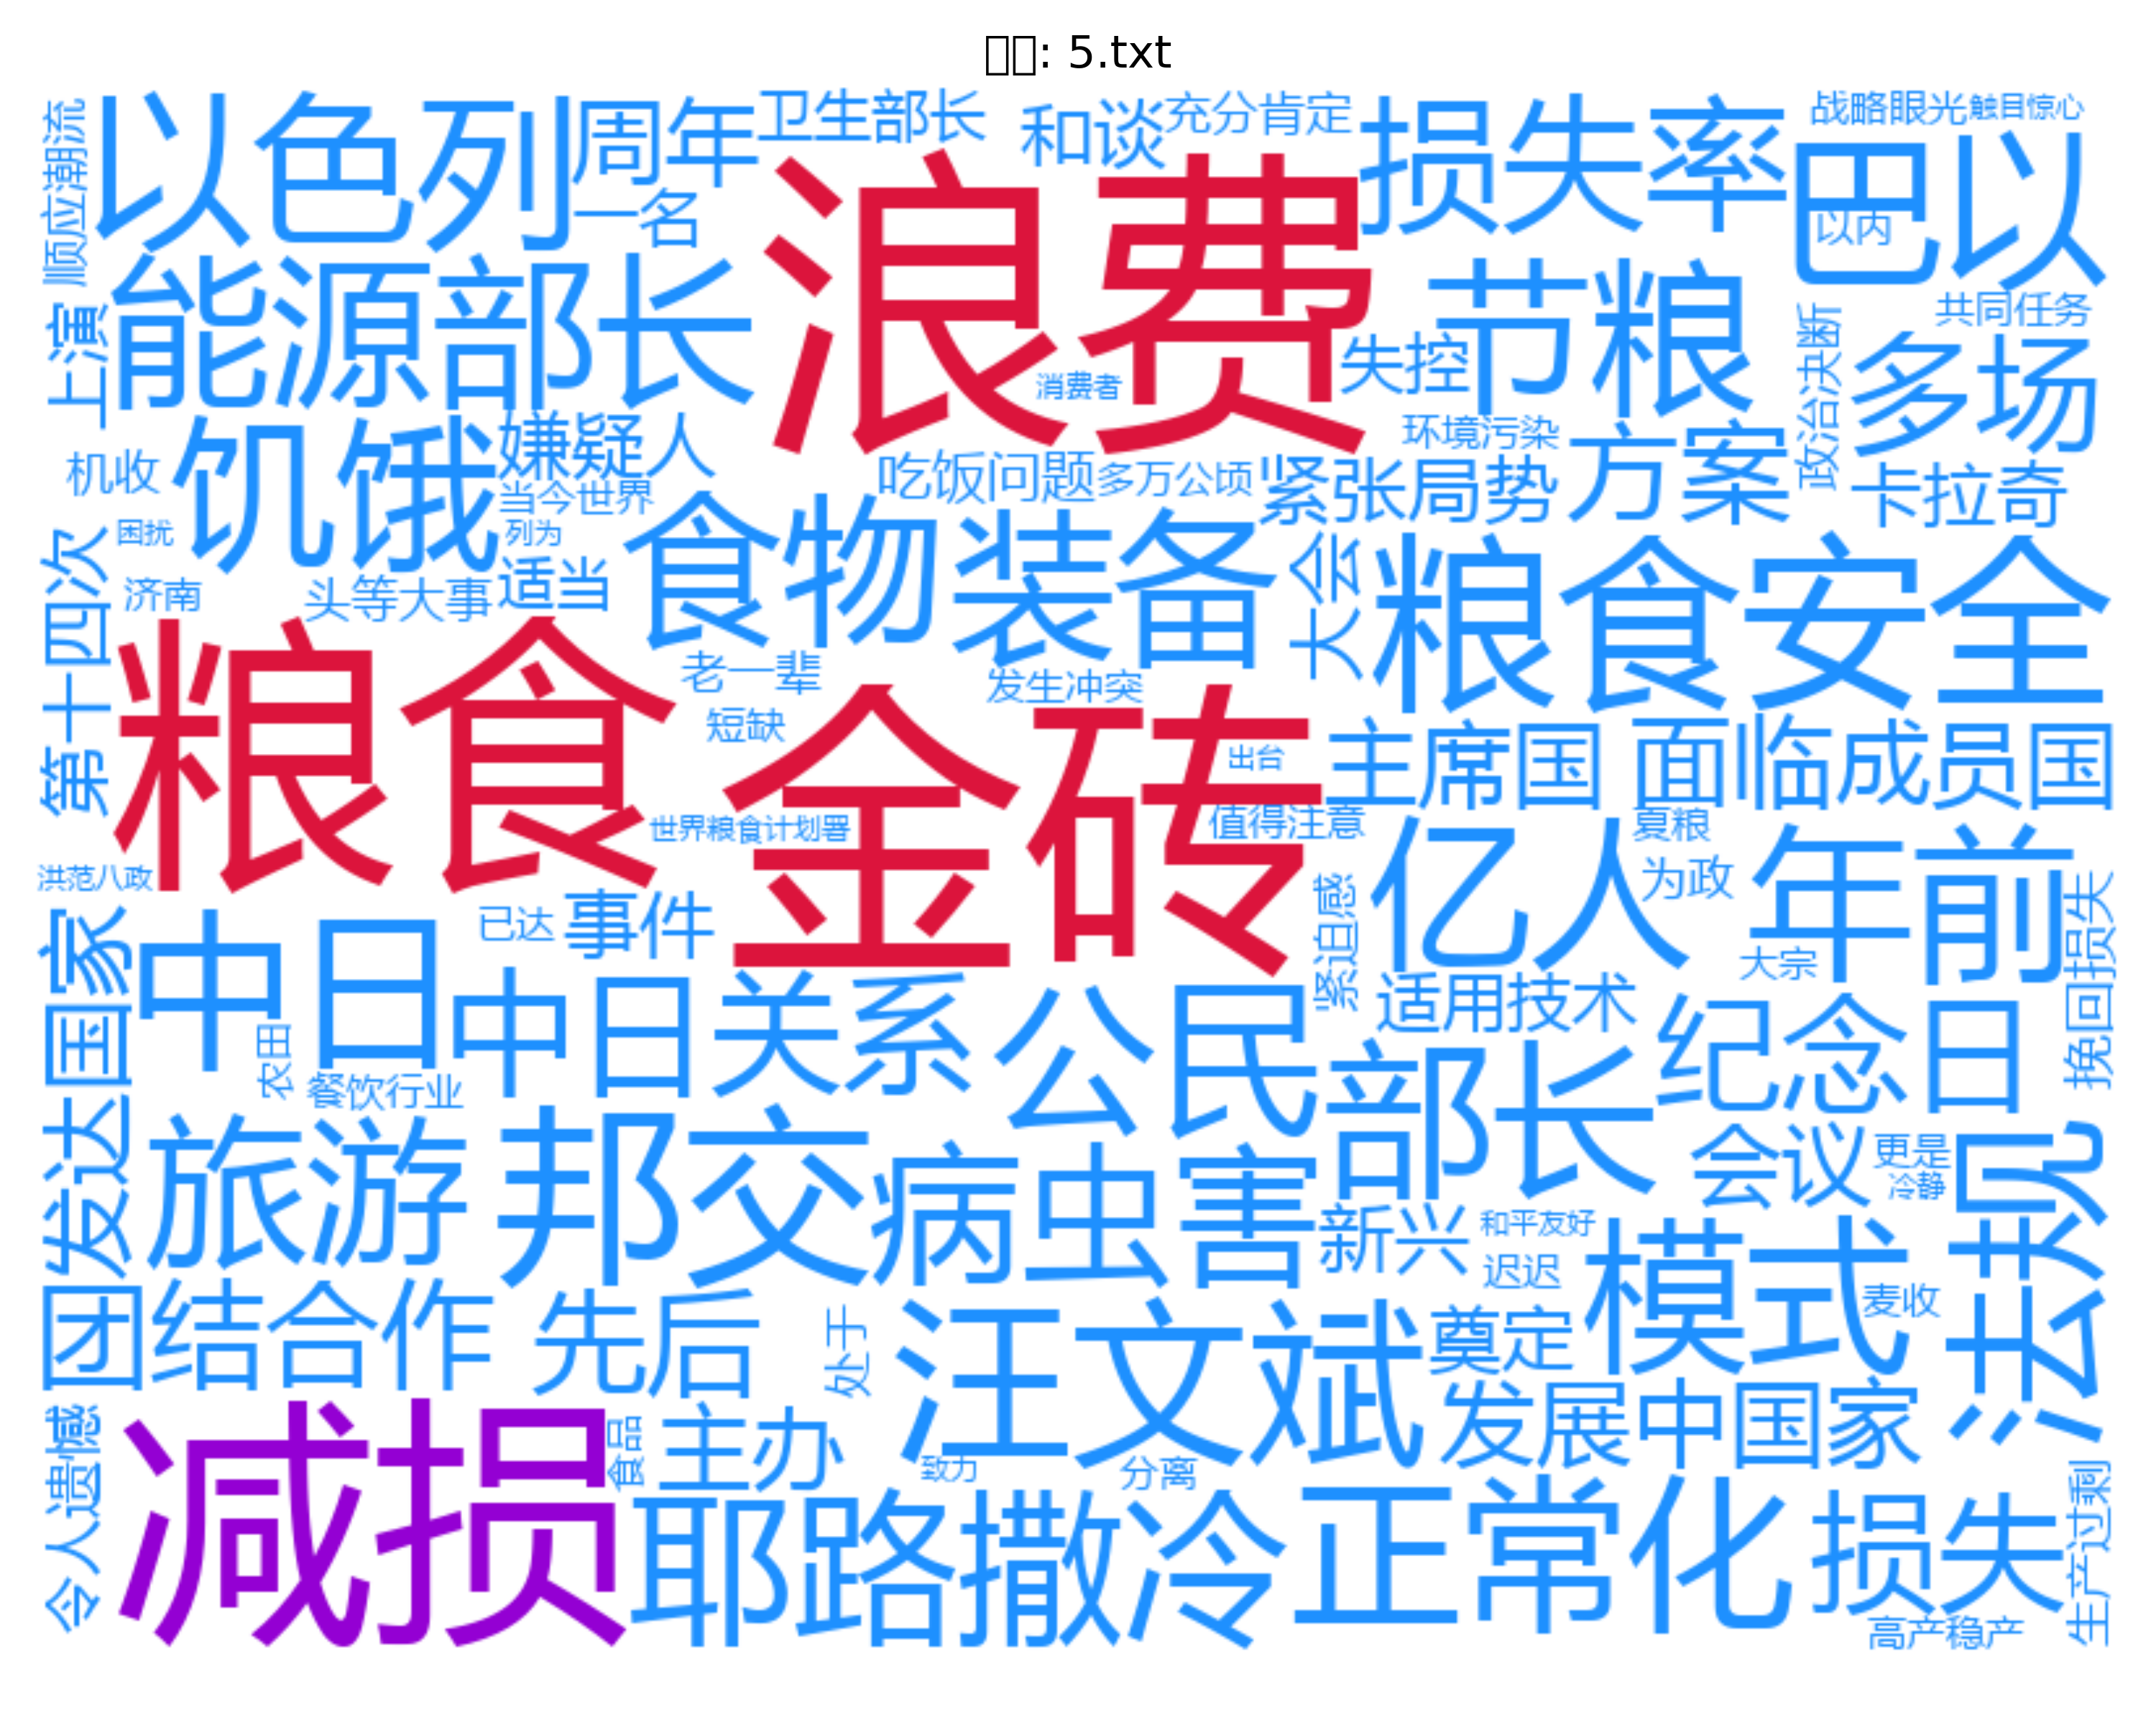 : 5.txt
顺应潮流
以色列
周年
卫生部长
和谈
充分肯定
损失率
战略眼光
触目惊心
巴以
以内
一名
浪费
上演
能源部长
消费者
失控
节粮
政治决断
共同任务
多场
机收
饥饿
嫌疑人
当今世界
列为
吃饭问题
多万公顷
紧张局势
环境污染
方案
卡拉奇
第十四次
困扰
济南
头等大事
适当
食物
装备
大会
粮食安全
粮食
老一辈
短缺
发生冲突
金砖
出台
主席国
面临
成员国
世界粮食计划署
值得注意
洪范八政
亿人
夏粮
为政
年前
大宗
挽回损失
发达国家
中日
已达
事件
紧迫感
农田
餐饮行业
中日关系
公民
适用技术
纪念日
部长
旅游
邦交
病虫害
会议
更是
冷静
新兴
和平友好
迟迟
模式
麦收
共识
团结合作
先后
处于
汪文斌
奠定
发展中国家
令人遗憾
减损
食品
主办
致力
分离
耶路撒冷
正常化
损失
生产过剩
高产稳产